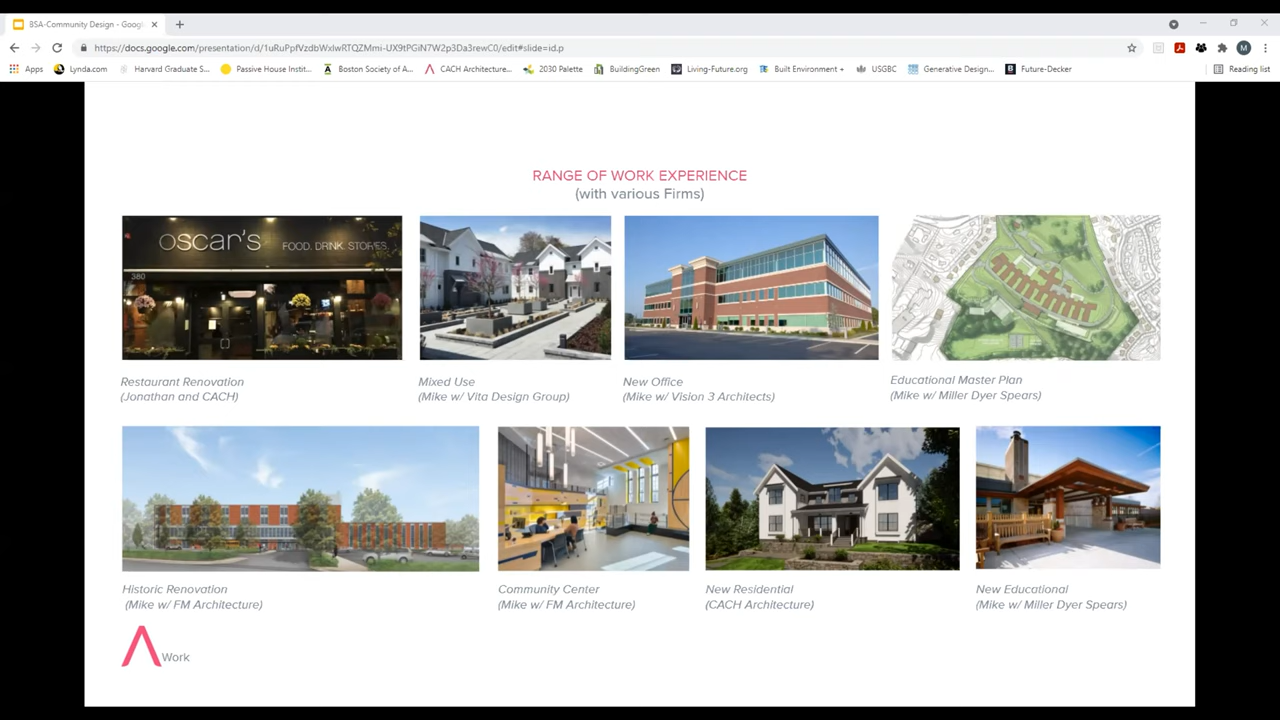 BSA-Community Design - Googl
https://docs.google.com/presentation/d/1uRuPpfVzdbWxlwRTQZMmi-UX9tPGiN7W2p3Da3rewC0/edit#slide=id.p
Apps Lynda.com Harvard Graduate S... Passive House Instit... Boston Society of A... CACH Architecture... 2030 Palette BuildingGreen Living-Future.org Built Environment + USGBC Generative Design... Future-Decker Reading list
RANGE OF WORK EXPERIENCE
(with various Firms)
oscar's FOOD. DRINK. STORIES.
380
Restaurant Renovation
(Jonathan and CACH)
Mixed Use
(Mike w/ Vita Design Group)
New Office
(Mike w/ Vision 3 Architects)
Educational Master Plan
(Mike w/ Miller Dyer Spears)
Historic Renovation
(Mike w/ FM Architecture)
Community Center
(Mike w/ FM Architecture)
New Residential
(CACH Architecture)
New Educational
(Mike w/ Miller Dyer Spears)
Work